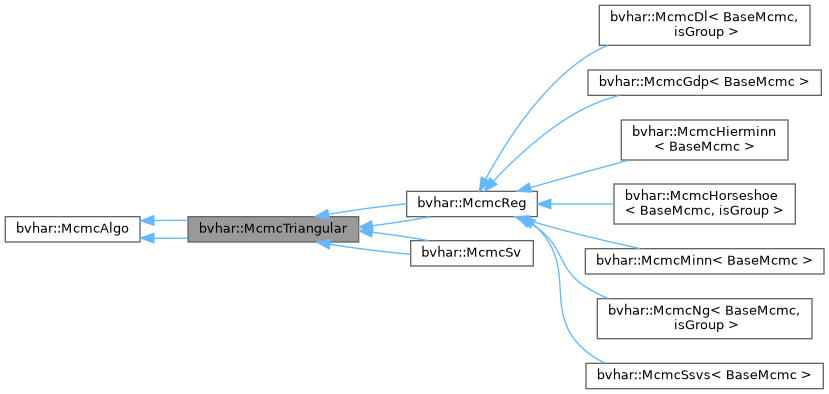 bvhar::McmcAlgo
bvhar::McmcTriangular
bvhar::McmcReg
bvhar::McmcSv
bvhar::McmcDl< BaseMcmc,
isGroup >
bvhar::McmcGdp< BaseMcmc >
bvhar::McmcHierminn
< BaseMcmc >
bvhar::McmcHorseshoe
< BaseMcmc, isGroup >
bvhar::McmcMinn< BaseMcmc >
bvhar::McmcNg< BaseMcmc,
isGroup >
bvhar::McmcSsvs< BaseMcmc >